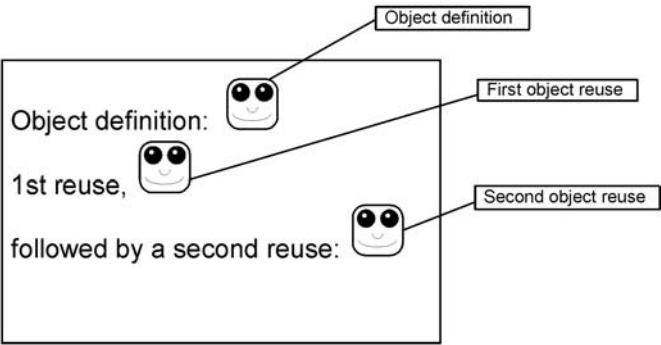 Object definition
First object reuse
Object definition:
1st reuse,
Second object reuse
followed by a second reuse: